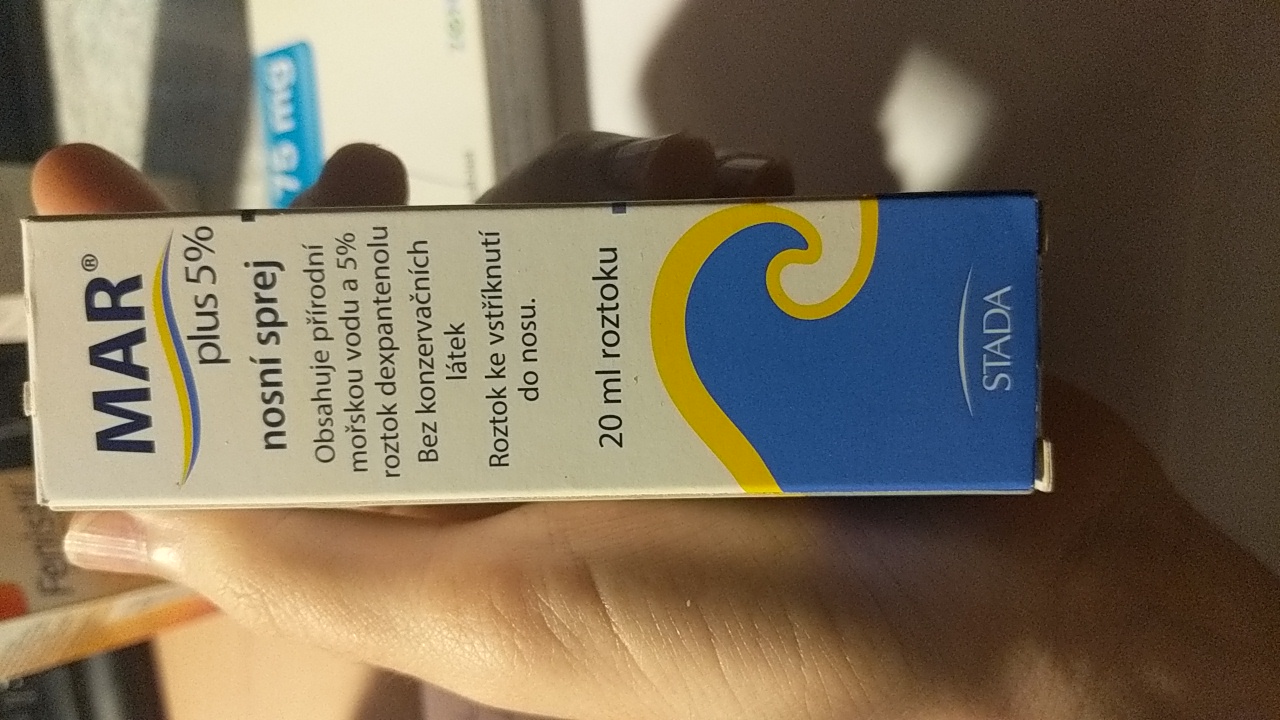 MAR®
plus 5%
nosní sprej
Obsahuje přírodní
mořskou vodu a 5%
roztok dexpantenolu
Bez konzervačních
látek
Roztok ke vstříknutí
do nosu.
20 ml roztoku
STADA
Fenistil
75 mg